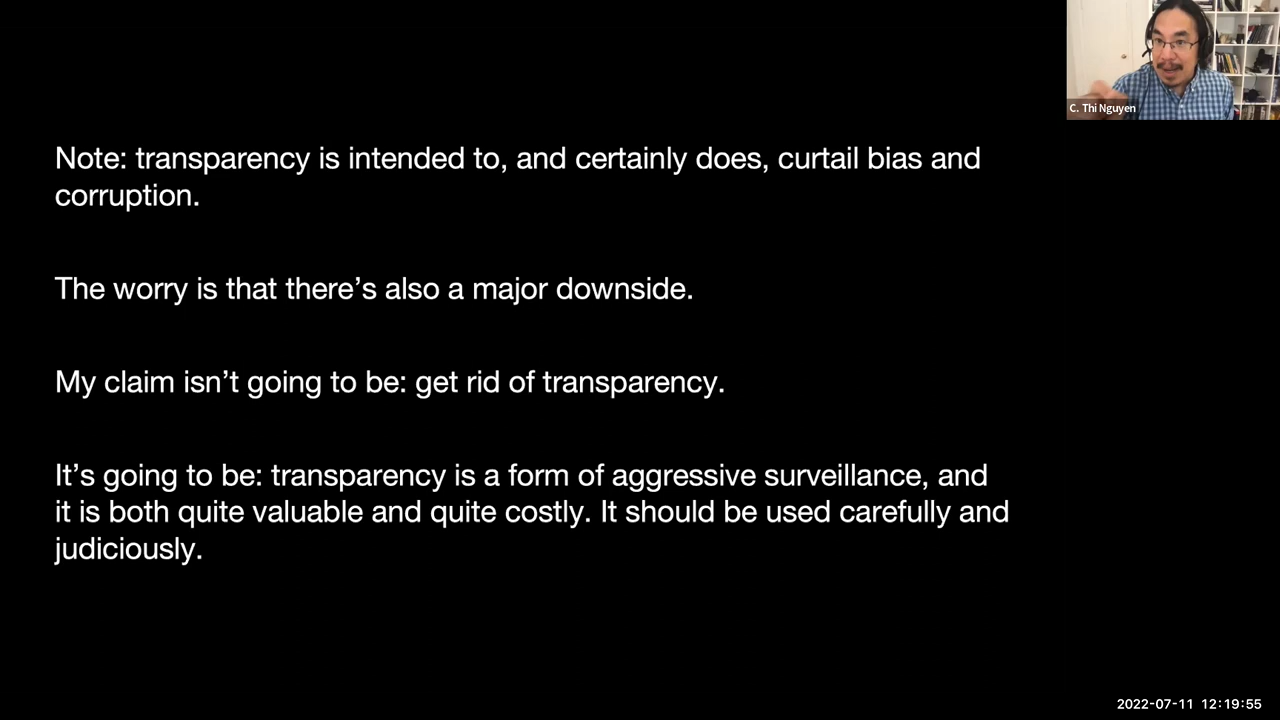 C. Thi Nguyen
Note: transparency is intended to, and certainly does, curtail bias and
corruption.
The worry is that there’s also a major downside.
My claim isn’t going to be: get rid of transparency.
It’s going to be: transparency is a form of aggressive surveillance, and
it is both quite valuable and quite costly. It should be used carefully and
judiciously.
2022-07-11 12:19:55